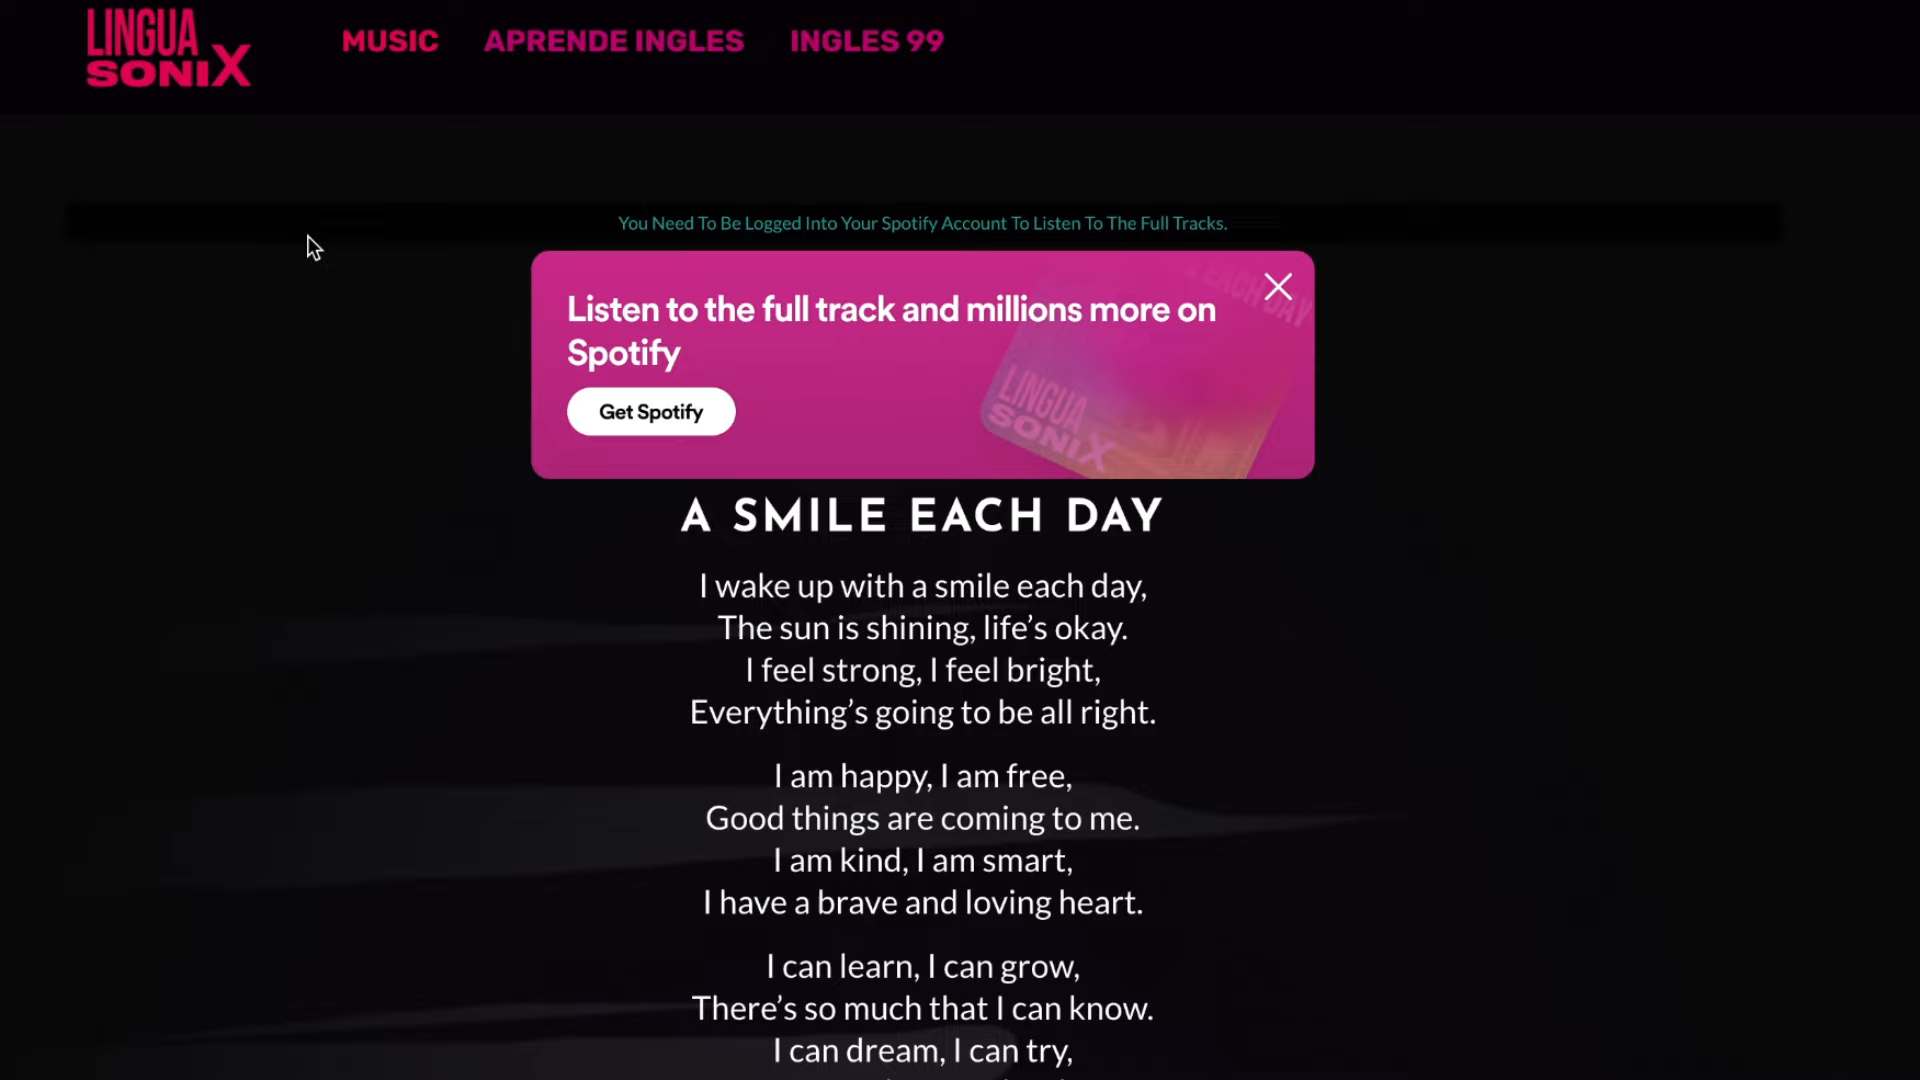 LINGUA
SONIX
MUSIC
APRENDE INGLES
INGLES 99
You Need To Be Logged Into Your Spotify Account To Listen To The Full Tracks.
Listen to the full track and millions more on
Spotify
Get Spotify
EACH DAY
LINGUA
SONIX
A SMILE EACH DAY
I wake up with a smile each day,
The sun is shining, life’s okay.
I feel strong, I feel bright,
Everything’s going to be all right.
I am happy, I am free,
Good things are coming to me.
I am kind, I am smart,
I have a brave and loving heart.
I can learn, I can grow,
There’s so much that I can know.
I can dream, I can try,